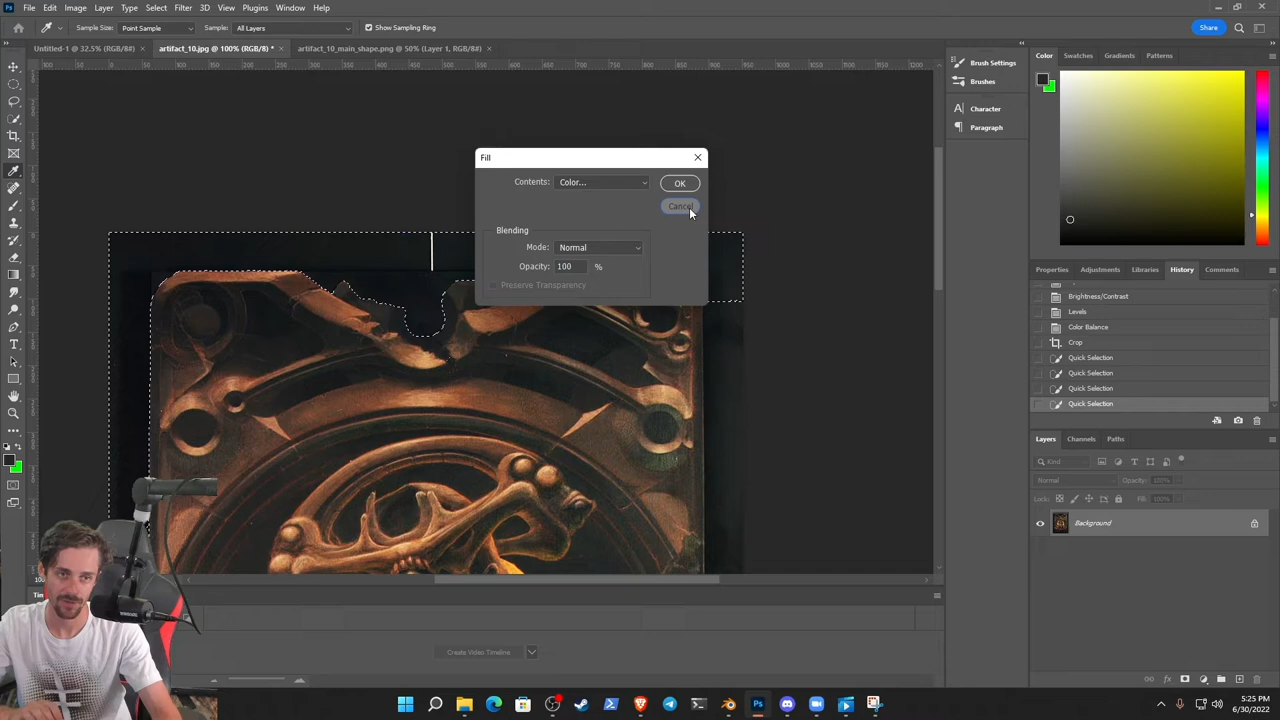 Ps File Edit Image Layer Type Select Filter 3D View Plugins Window Help
Sample Size: Point Sample Sample: All Layers Show Sampling Ring Share
Untitled-1 @ 32.5% (RGB/8#) × artifact_10.jpg @ 100% (RGB/8) * × artifact_10_main_shape.png @ 50% (Layer 1, RGB/8#) ×
Color Swatches Gradients Patterns
Brush Settings
Brushes
Character
Paragraph
Fill
Contents: Color... OK
Cancel
Blending
Mode: Normal
Opacity: 100 %
Preserve Transparency
Properties Adjustments Libraries History Comments
Brightness/Contrast
Levels
Color Balance
Crop
Quick Selection
Quick Selection
Quick Selection
Quick Selection
Layers Channels Paths
Kind
Normal Opacity: 100%
Lock: Fill: 100%
Background
Create Video Timeline
5:25 PM
6/30/2022